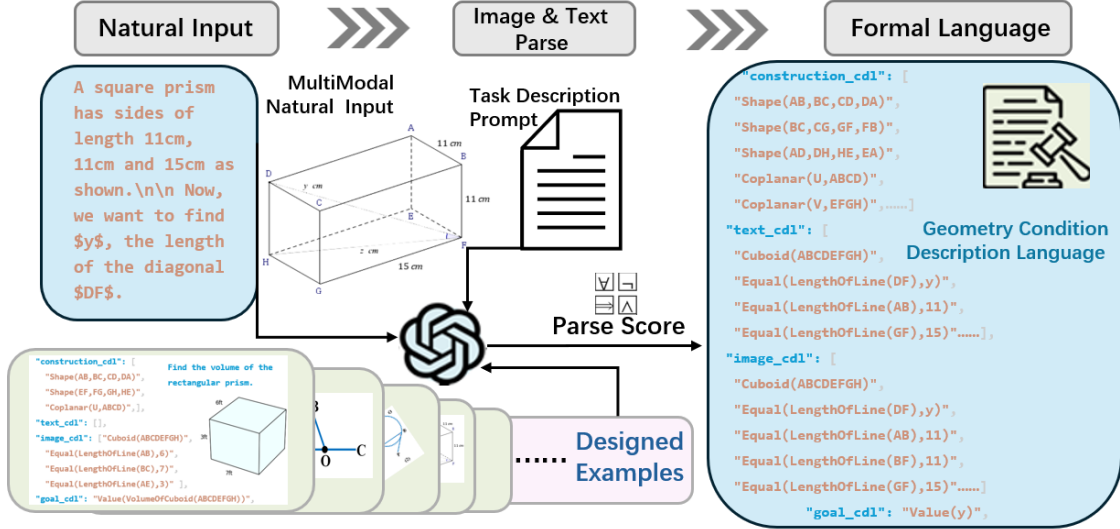 Natural Input
Image & Text
Parse
Formal Language
A square prism
has sides of
length 11cm,
11cm and 15cm as
shown.\n\n Now,
we want to find
$y$, the length
of the diagonal
$DF$.
MultiModal
Natural Input
A
11 cm
B
D
y cm
C
11 cm
E
F
H
z cm
15 cm
G
Task Description
Prompt
∀ ¬
⇒ ∧
Parse Score
"construction_cdl": [
"Shape(AB,BC,CD,DA)",
"Shape(BC,CG,GF,FB)",
"Shape(AD,DH,HE,EA)",
"Coplanar(U,ABCD)",
"Coplanar(V,EFGH)",……]
"text_cdl": [
"Cuboid(ABCDEFGH)",
"Equal(LengthOfLine(DF),y)",
"Equal(LengthOfLine(AB),11)",
"Equal(LengthOfLine(GF),15)"……],
"image_cdl": [
"Cuboid(ABCDEFGH)",
"Equal(LengthOfLine(DF),y)",
"Equal(LengthOfLine(AB),11)",
"Equal(LengthOfLine(BF),11)",
"Equal(LengthOfLine(GF),15)"……]
"goal_cdl": "Value(y)",
Geometry Condition
Description Language
"construction_cdl": [
"Shape(AB,BC,CD,DA)",
"Shape(EF,FG,GH,HE)",
"Coplanar(U,ABCD)",],
"text_cdl": [],
"image_cdl": ["Cuboid(ABCDEFGH)",
"Equal(LengthOfLine(AB),6)",
"Equal(LengthOfLine(BC),7)",
"Equal(LengthOfLine(AE),3)" ],
"goal_cdl": "Value(VolumeOfCuboid(ABCDEFGH))",
Find the volume of the
rectangular prism.
6ft
3ft
7ft
B
O
C
……
Designed
Examples